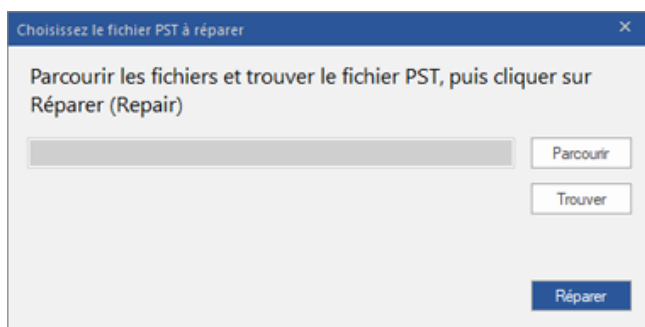 Choisissez le fichier PST à réparer
Parcourir les fichiers et trouver le fichier PST, puis cliquer sur
Réparer (Repair)
Parcourir
Trouver
Réparer